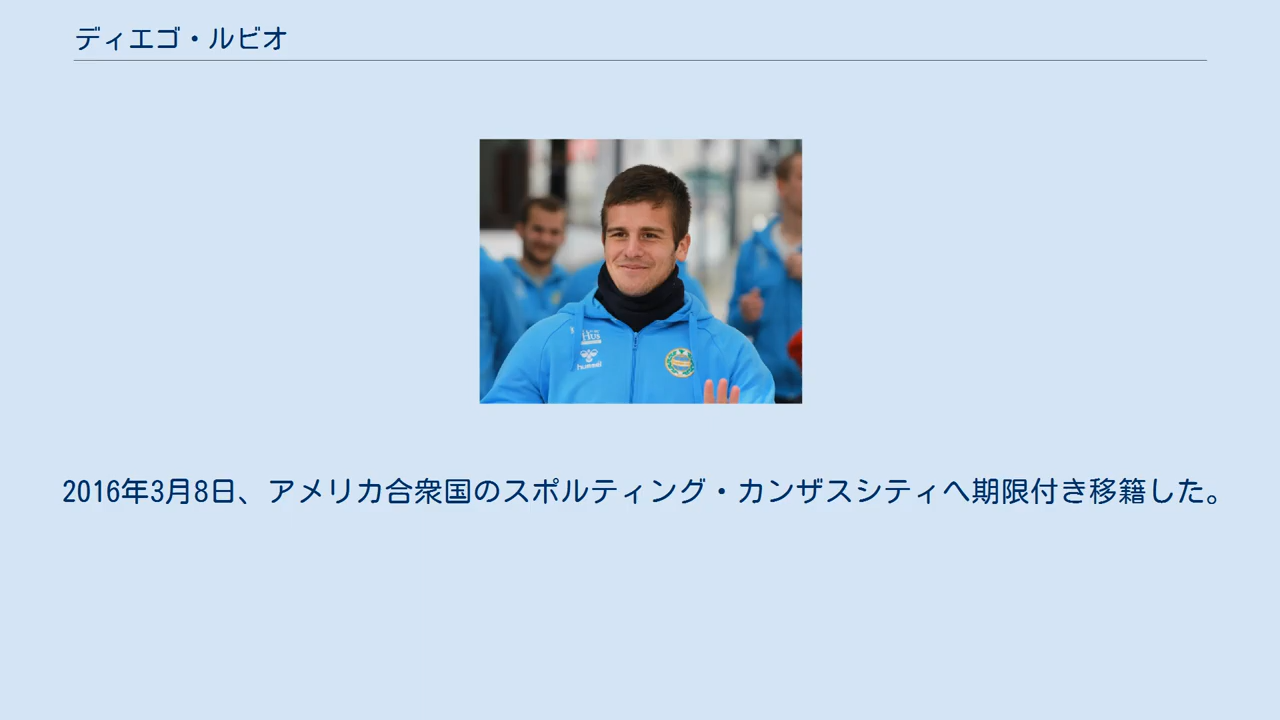 ディエゴ・ルビオ
HUS
hummel
2016年3月8日、アメリカ合衆国のスポルティング・カンザスシティへ期限付き移籍した。